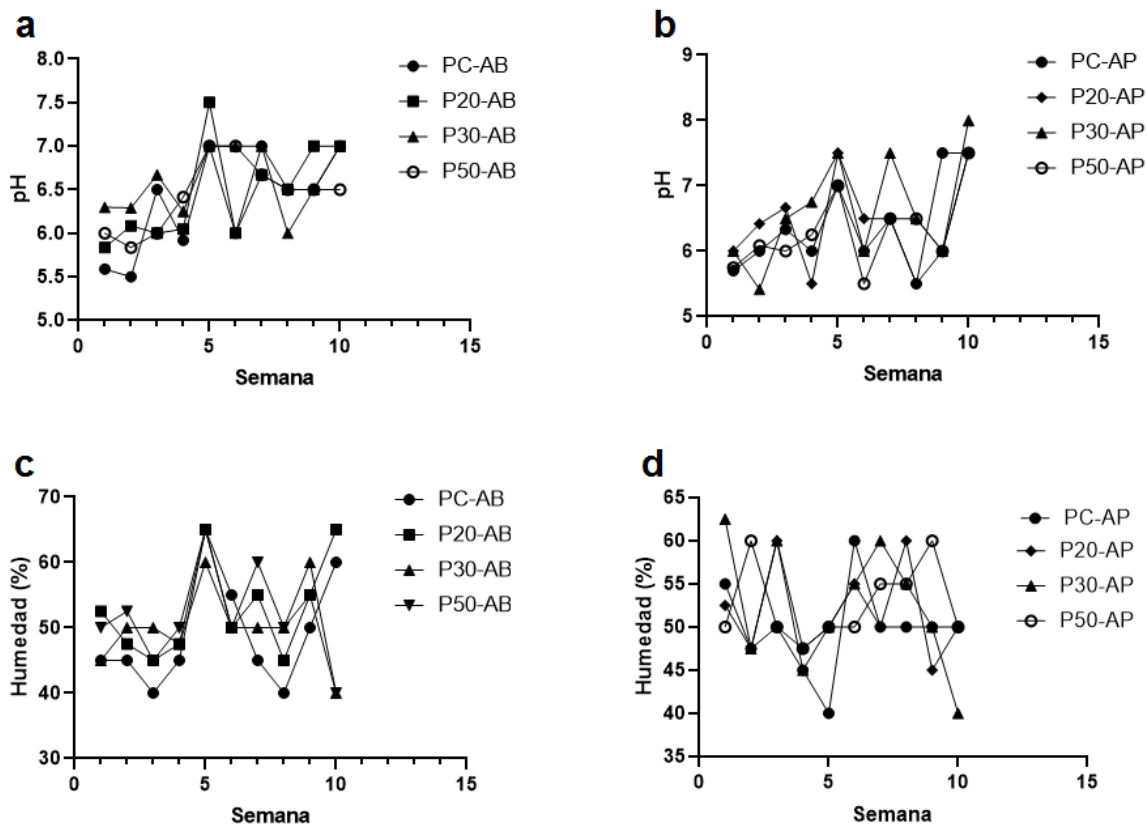 a
8.0
7.5
7.0
6.5
6.0
5.5
5.0
pH
0
5
10
15
Semana
PC-AB
P20-AB
P30-AB
P50-AB
b
9
8
7
6
5
pH
0
5
10
15
Semana
PC-AP
P20-AP
P30-AP
P50-AP
c
70
60
50
40
30
Humedad (%)
0
5
10
15
Semana
PC-AB
P20-AB
P30-AB
P50-AB
d
65
60
55
50
45
40
35
Humedad (%)
0
5
10
15
Semana
PC-AP
P20-AP
P30-AP
P50-AP